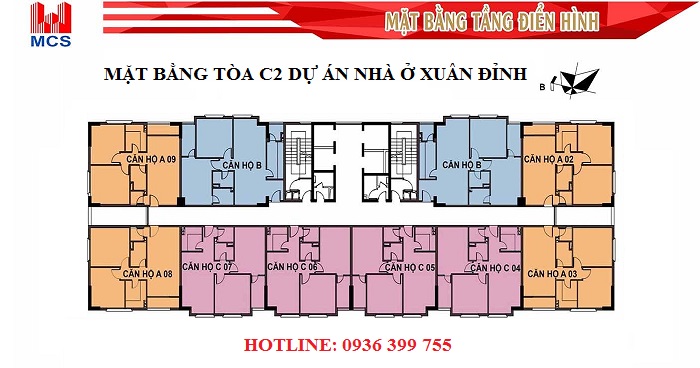 MCS
MẶT BẰNG TẦNG ĐIỂN HÌNH
MẶT BẰNG TÒA C2 DỰ ÁN NHÀ Ở XUÂN ĐỈNH
B
CĂN HỘ A 09
CĂN HỘ B
CĂN HỘ B
CĂN HỘ A 02
CĂN HỘ A 08
CĂN HỘ C 07
CĂN HỘ C 06
CĂN HỘ C 05
CĂN HỘ C 04
CĂN HỘ A 03
HOTLINE: 0936 399 755